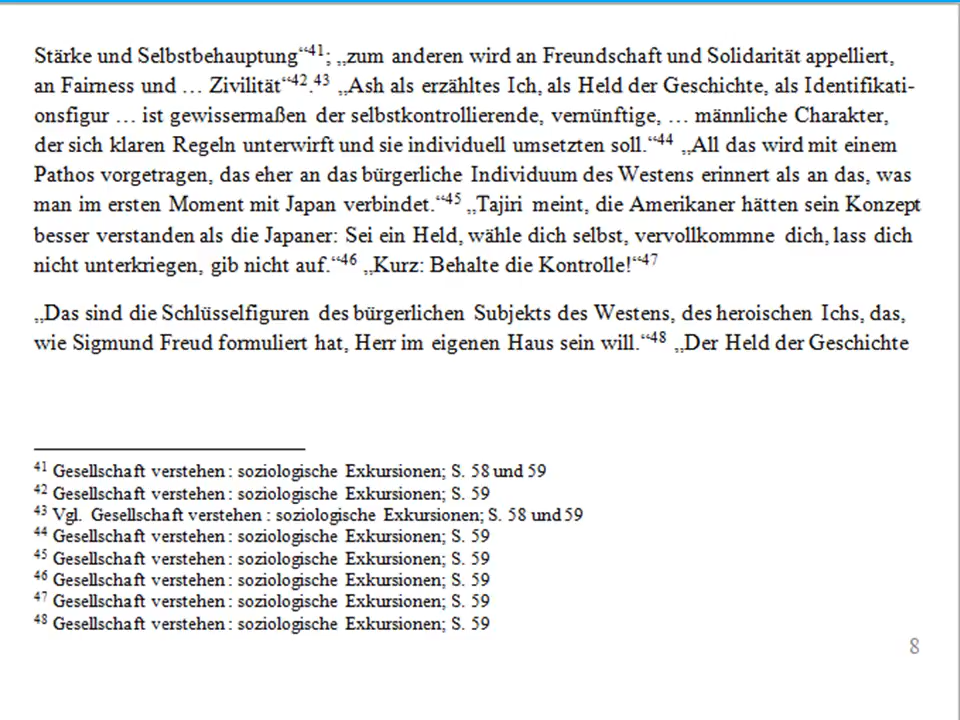 Stärke und Selbstbehauptung“41; „zum anderen wird an Freundschaft und Solidarität appelliert,
an Fairness und … Zivilität“42.43 „Ash als erzähltes Ich, als Held der Geschichte, als Identifikati-
onsfigur … ist gewissermaßen der selbstkontrollierende, vernünftige, … männliche Charakter,
der sich klaren Regeln unterwirft und sie individuell umsetzten soll.“44 „All das wird mit einem
Pathos vorgetragen, das eher an das bürgerliche Individuum des Westens erinnert als an das, was
man im ersten Moment mit Japan verbindet.“45 „Tajiri meint, die Amerikaner hätten sein Konzept
besser verstanden als die Japaner: Sei ein Held, wähle dich selbst, vervollkommne dich, lass dich
nicht unterkriegen, gib nicht auf.“46 „Kurz: Behalte die Kontrolle!“47
„Das sind die Schlüsselfiguren des bürgerlichen Subjekts des Westens, des heroischen Ichs, das,
wie Sigmund Freud formuliert hat, Herr im eigenen Haus sein will.“48 „Der Held der Geschichte
41 Gesellschaft verstehen : soziologische Exkursionen; S. 58 und 59
42 Gesellschaft verstehen : soziologische Exkursionen; S. 59
43 Vgl. Gesellschaft verstehen : soziologische Exkursionen; S. 58 und 59
44 Gesellschaft verstehen : soziologische Exkursionen; S. 59
45 Gesellschaft verstehen : soziologische Exkursionen; S. 59
46 Gesellschaft verstehen : soziologische Exkursionen; S. 59
47 Gesellschaft verstehen : soziologische Exkursionen; S. 59
48 Gesellschaft verstehen : soziologische Exkursionen; S. 59
8